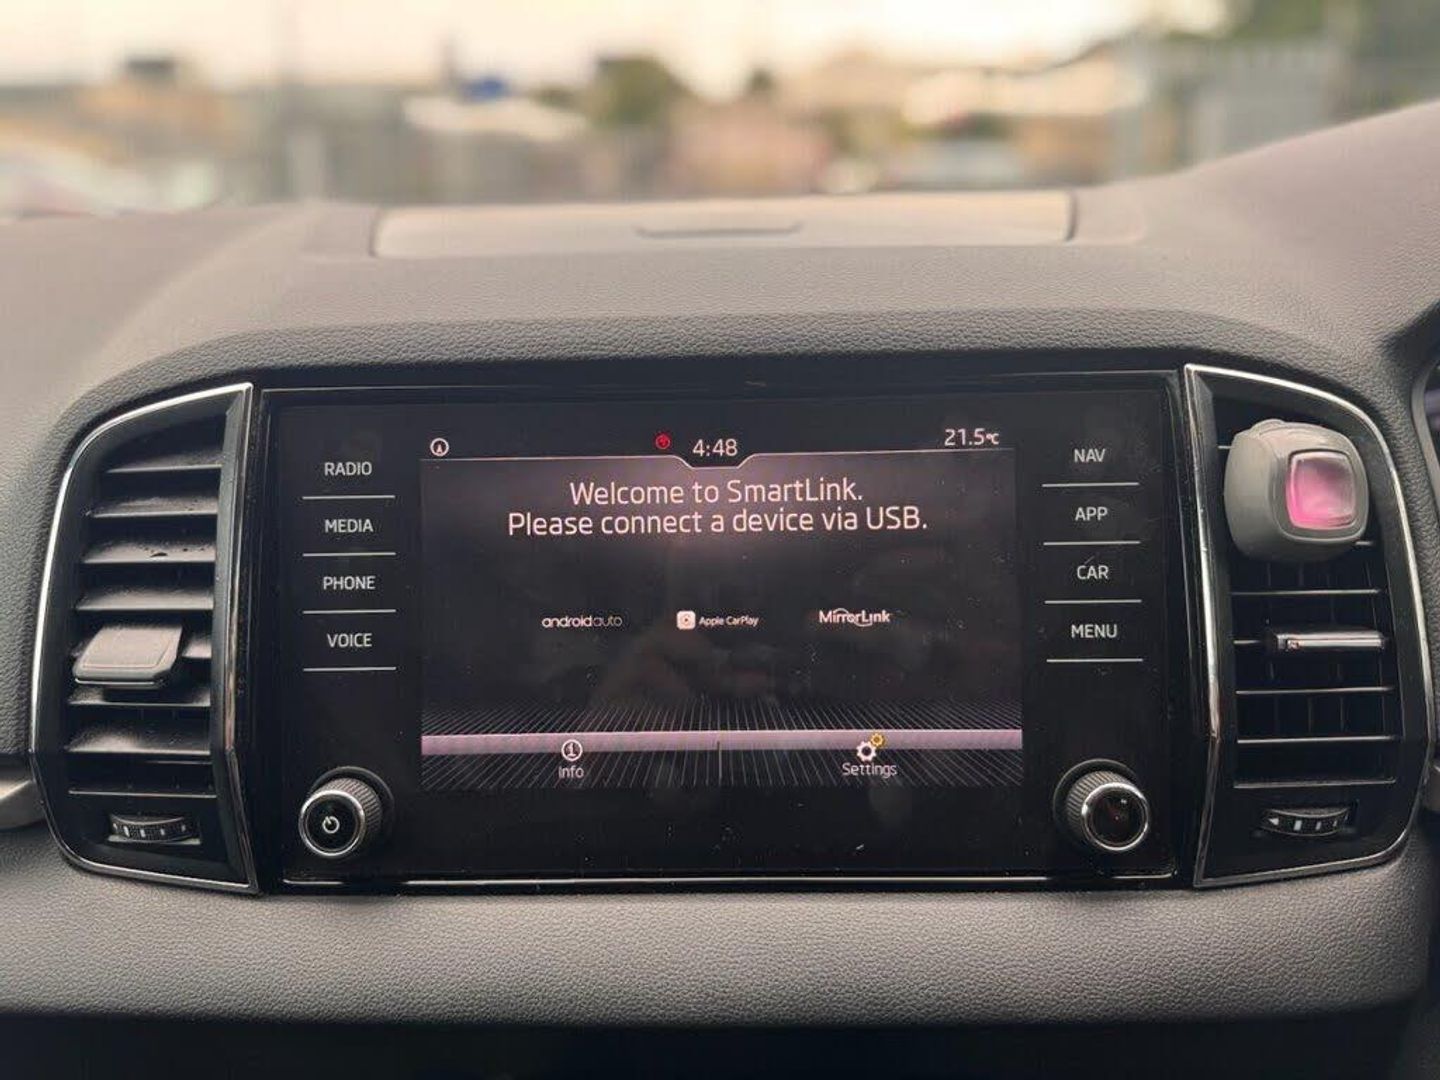 4:48
21.5°C
RADIO
MEDIA
PHONE
VOICE
Welcome to SmartLink.
Please connect a device via USB.
androidauto
Apple CarPlay
MirrorLink
Info
Settings
NAV
APP
CAR
MENU